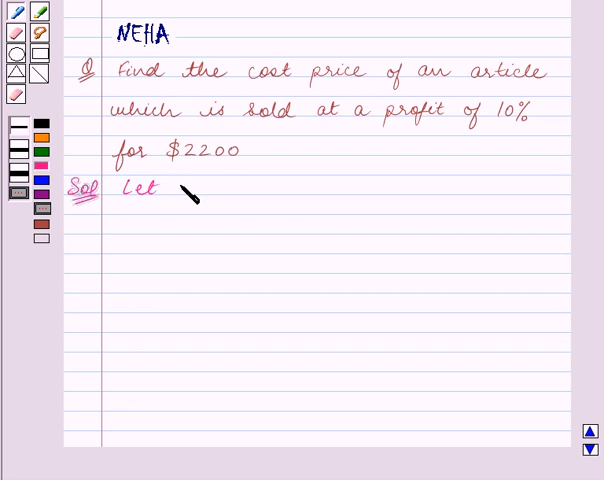 NEHA
Q Find the cost price of an article
which is sold at a profit of 10%
for $2200
Sol Let